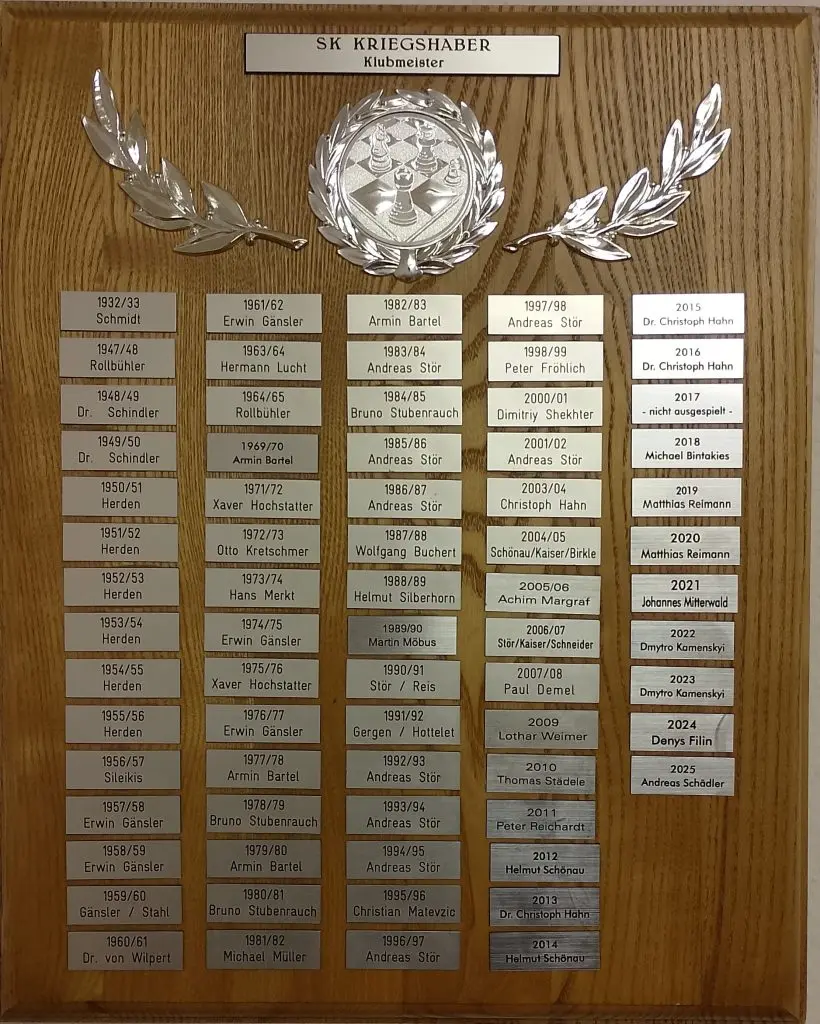 SK KRIEGSHABER
Klubmeister
1932/33
Schmidt
1947/48
Rollbühler
1948/49
Dr. Schindler
1949/50
Dr. Schindler
1950/51
Herden
1951/52
Herden
1952/53
Herden
1953/54
Herden
1954/55
Herden
1955/56
Herden
1956/57
Sileikis
1957/58
Erwin Gänsler
1958/59
Erwin Gänsler
1959/60
Gänsler / Stahl
1960/61
Dr. von Wilpert
1961/62
Erwin Gänsler
1963/64
Hermann Lucht
1964/65
Rollbühler
1969/70
Armin Bartel
1971/72
Xaver Hochstatter
1972/73
Otto Kretschmer
1973/74
Hans Merkt
1974/75
Erwin Gänsler
1975/76
Xaver Hochstatter
1976/77
Erwin Gänsler
1977/78
Armin Bartel
1978/79
Bruno Stubenrauch
1979/80
Armin Bartel
1980/81
Bruno Stubenrauch
1981/82
Michael Müller
1982/83
Armin Bartel
1983/84
Andreas Stör
1984/85
Bruno Stubenrauch
1985/86
Andreas Stör
1986/87
Andreas Stör
1987/88
Wolfgang Buchert
1988/89
Helmut Silberhorn
1989/90
Martin Möbus
1990/91
Stör / Reis
1991/92
Gergen / Hottelet
1992/93
Andreas Stör
1993/94
Andreas Stör
1994/95
Andreas Stör
1995/96
Christian Matevzic
1996/97
Andreas Stör
1997/98
Andreas Stör
1998/99
Peter Fröhlich
2000/01
Dimitriy Shekhter
2001/02
Andreas Stör
2003/04
Christoph Hahn
2004/05
Schönau/Kaiser/Birkle
2005/06
Achim Margraf
2006/07
Stör/Kaiser/Schneider
2007/08
Paul Demel
2009
Lothar Weimer
2010
Thomas Städele
2011
Peter Reichardt
2012
Helmut Schönau
2013
Dr. Christoph Hahn
2014
Helmut Schönau
2015
Dr. Christoph Hahn
2016
Dr. Christoph Hahn
2017
- nicht ausgespielt -
2018
Michael Bintakies
2019
Matthias Reimann
2020
Matthias Reimann
2021
Johannes Mitterwald
2022
Dmytro Kamenskyi
2023
Dmytro Kamenskyi
2024
Denys Filin
2025
Andreas Schädler